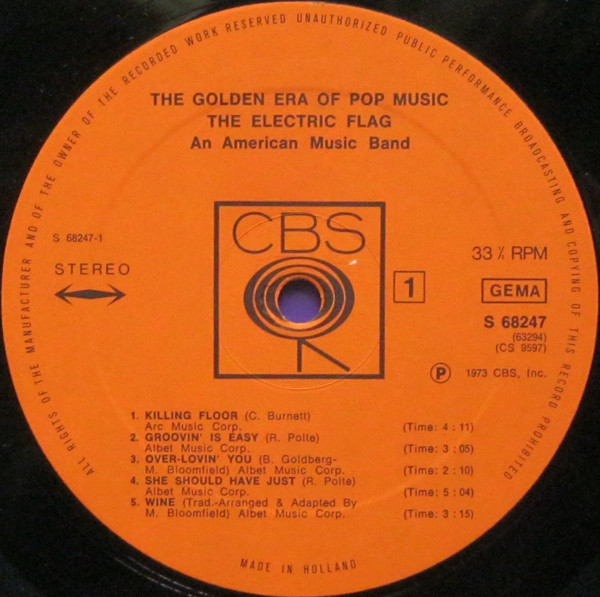 ALL RIGHTS OF THE MANUFACTURER AND OF THE OWNER OF THE RECORDED WORK RESERVED UNAUTHORIZED PUBLIC PERFORMANCE BROADCASTING AND COPYING OF THIS RECORD PROHIBITED
THE GOLDEN ERA OF POP MUSIC
THE ELECTRIC FLAG
An American Music Band
CBS
S 68247-1
STEREO
33⅓ RPM
1
GEMA
S 68247
(63294)
(CS 9597)
Ⓟ 1973 CBS, Inc.
1. KILLING FLOOR (C. Burnett)
Arc Music Corp. (Time: 4 : 11)
2. GROOVIN' IS EASY (R. Polte)
Albet Music Corp. (Time: 3 : 05)
3. OVER-LOVIN' YOU (B. Goldberg-
M. Bloomfield) Albet Music Corp. (Time: 2 : 10)
4. SHE SHOULD HAVE JUST (R. Polte)
Albet Music Corp. (Time: 5 : 04)
5. WINE (Trad.-Arranged & Adapted By
M. Bloomfield) Albet Music Corp. (Time: 3 : 15)
MADE IN HOLLAND